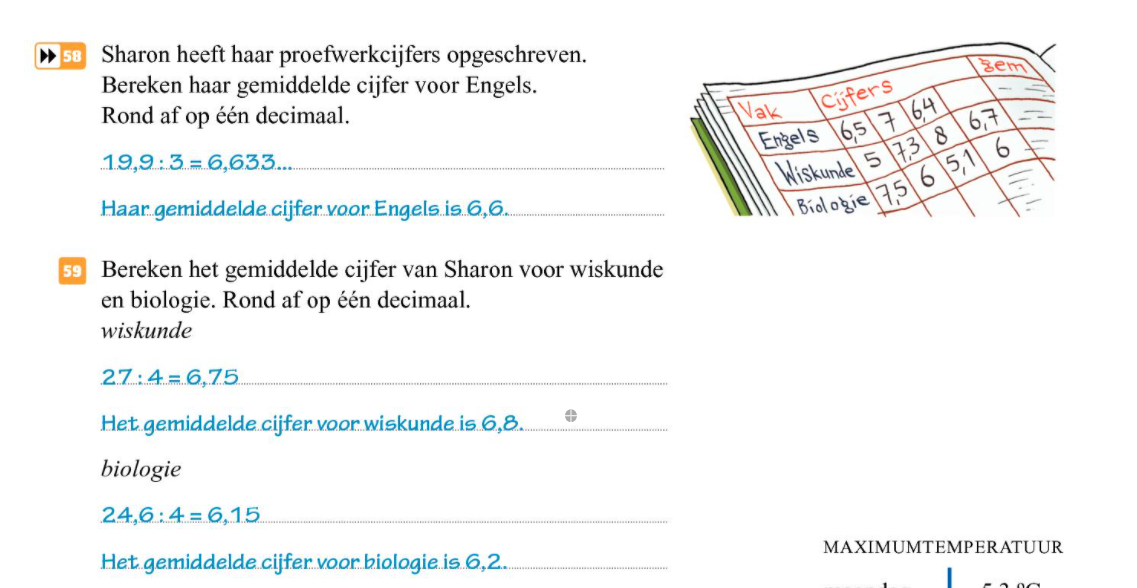 58 Sharon heeft haar proefwerkcijfers opgeschreven.
Bereken haar gemiddelde cijfer voor Engels.
Rond af op één decimaal.
19,9 : 3 = 6,633...
Haar gemiddelde cijfer voor Engels is 6,6.
Vak Cijfers gem
Engels 6,5 7 6,4
Wiskunde 5 7,3 8 6,7
Biologie 7,5 6 5,1 6
59 Bereken het gemiddelde cijfer van Sharon voor wiskunde
en biologie. Rond af op één decimaal.
wiskunde
27 : 4 = 6,75
Het gemiddelde cijfer voor wiskunde is 6,8.
biologie
24,6 : 4 = 6,15
Het gemiddelde cijfer voor biologie is 6,2.
MAXIMUMTEMPERATUUR